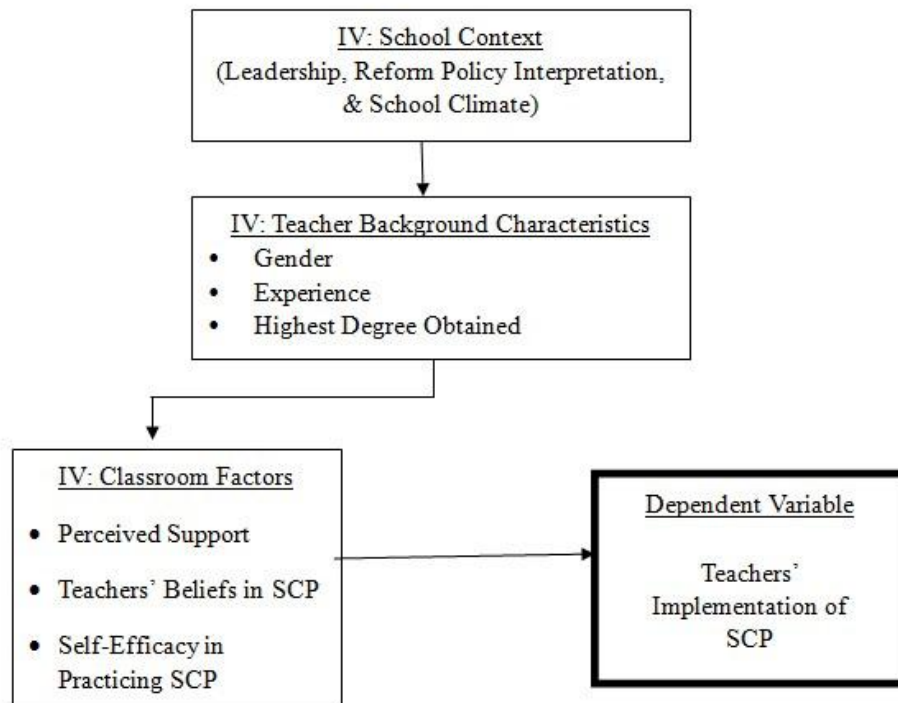 IV: School Context
(Leadership, Reform Policy Interpretation,
& School Climate)
IV: Teacher Background Characteristics
• Gender
• Experience
• Highest Degree Obtained
IV: Classroom Factors
• Perceived Support
• Teachers’ Beliefs in SCP
• Self-Efficacy in
Practicing SCP
Dependent Variable
Teachers’
Implementation of
SCP